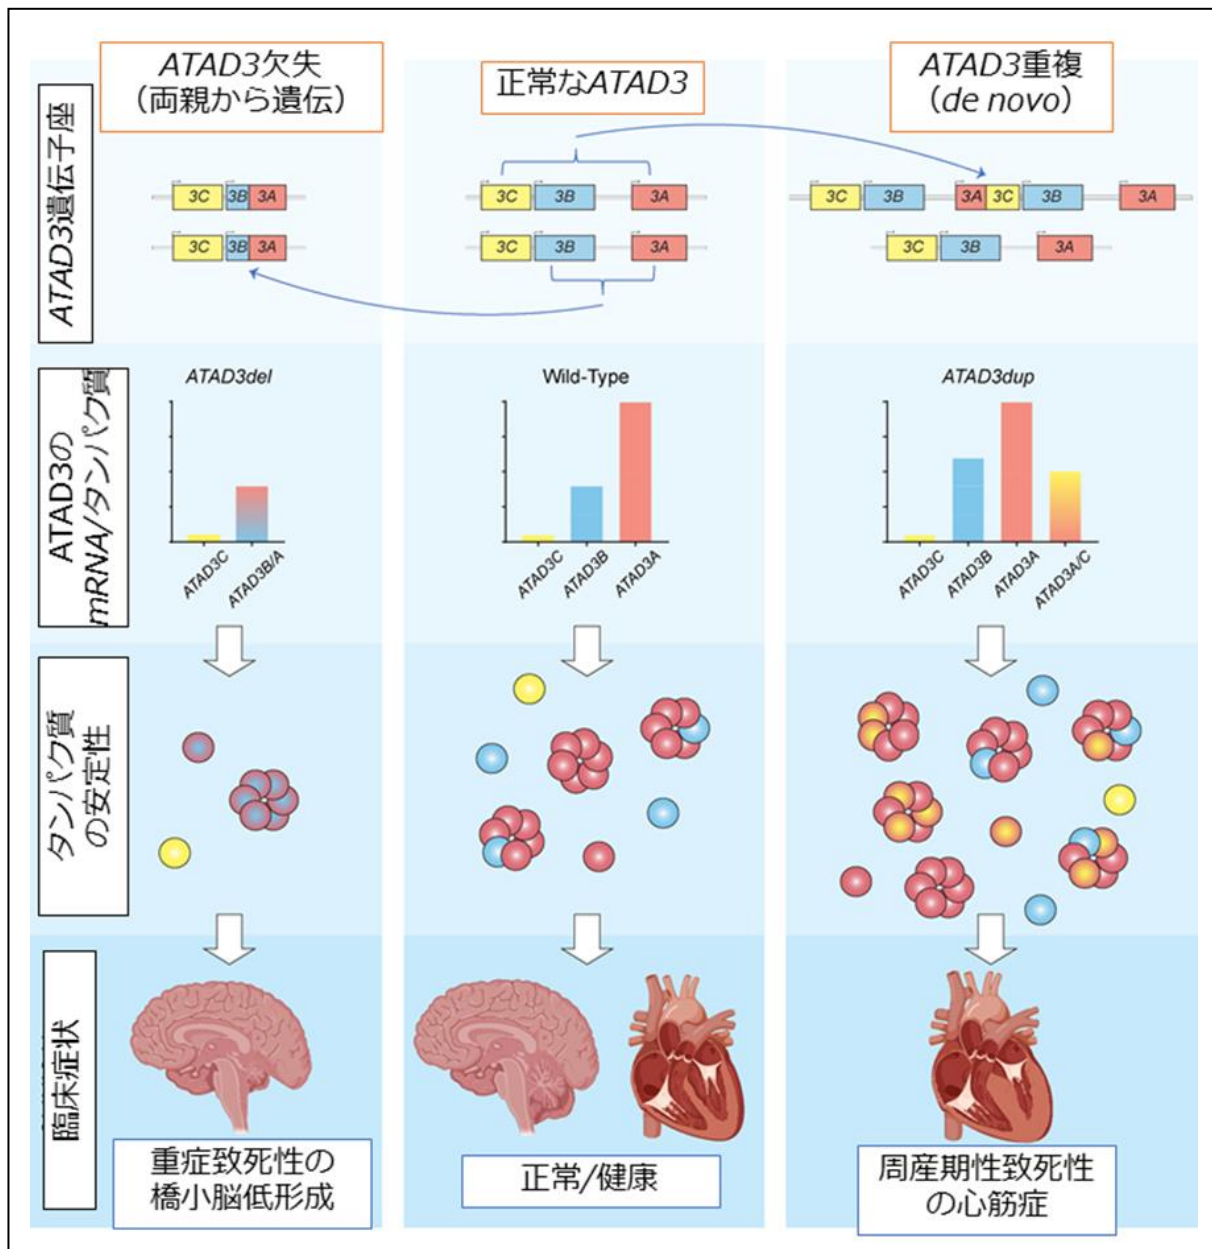 ATAD3欠失
（両親から遺伝）
正常なATAD3
ATAD3重複
（de novo）
ATAD3遺伝子座
3C 3B 3A
3C 3B 3A
3C 3B 3A
3C 3B 3A
3C 3B 3A 3C 3B 3A
3C 3B 3A
ATAD3の
mRNA/タンパク質
ATAD3del
ATAD3C ATAD3B/A
Wild-Type
ATAD3C ATAD3B ATAD3A
ATAD3dup
ATAD3C ATAD3B ATAD3A ATAD3A/C
タンパク質
の安定性
臨床症状
重症致死性の
橋小脳低形成
正常/健康
周産期性致死性
の心筋症